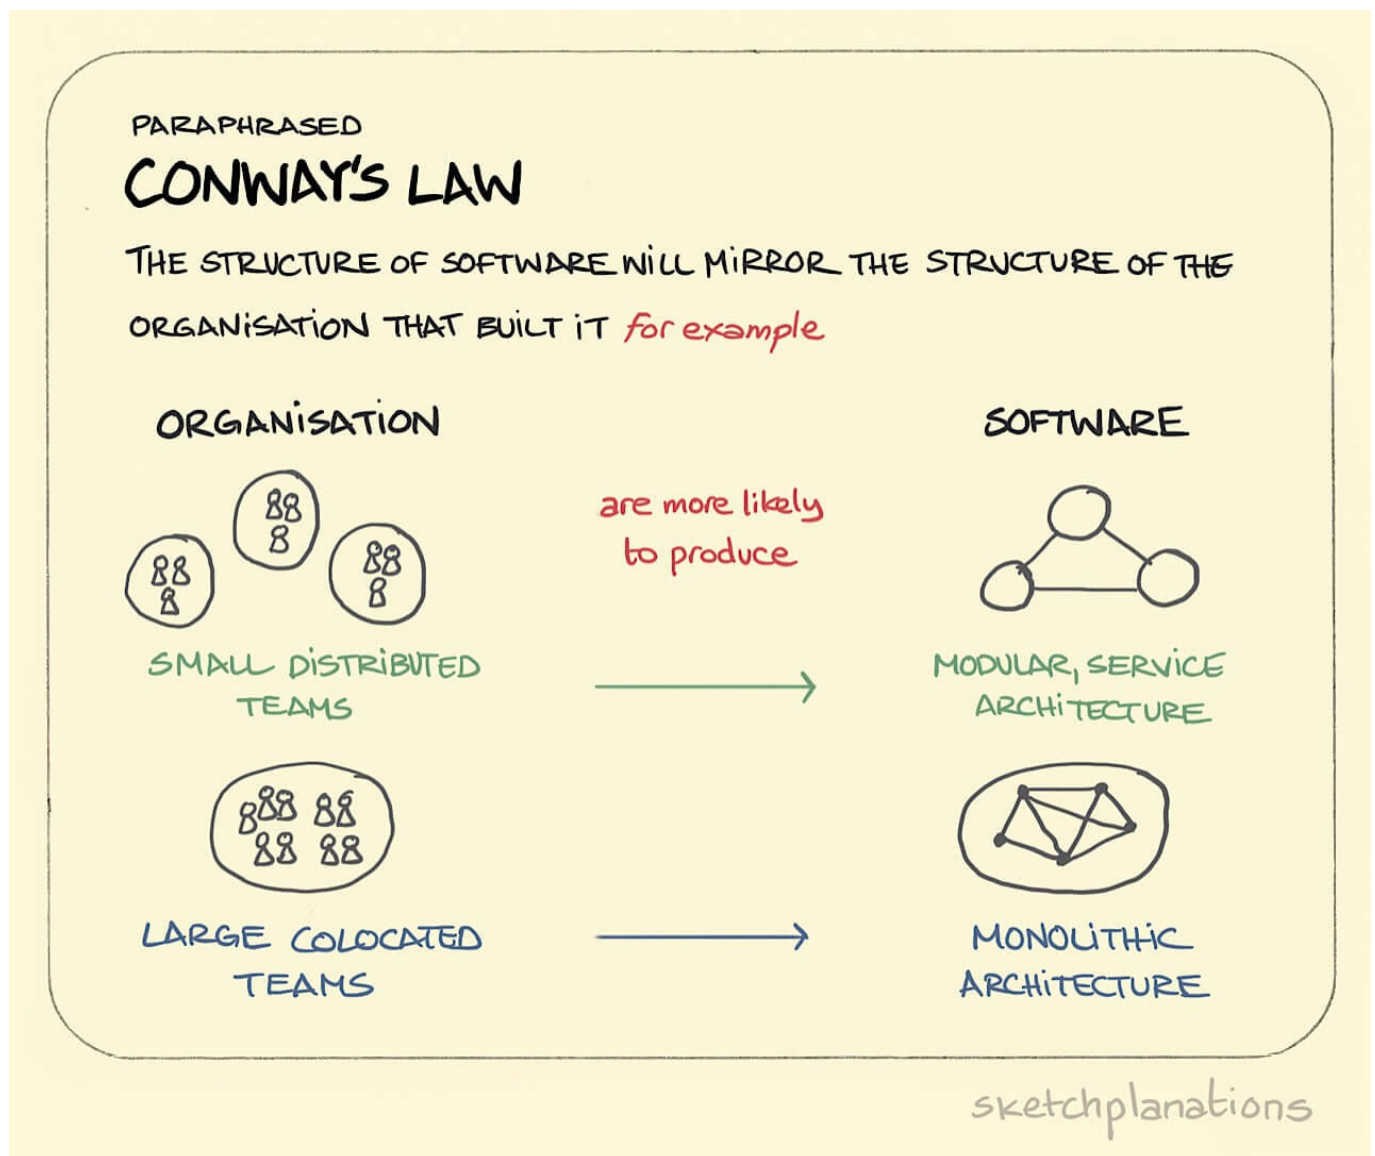 PARAPHRASED
CONWAY'S LAW
THE STRUCTURE OF SOFTWARE WILL MIRROR THE STRUCTURE OF THE
ORGANISATION THAT BUILT IT for example
ORGANISATION
SOFTWARE
are more likely
to produce
SMALL DISTRIBUTED
TEAMS
MODULAR, SERVICE
ARCHITECTURE
LARGE COLOCATED
TEAMS
MONOLITHIC
ARCHITECTURE
sketchplanations